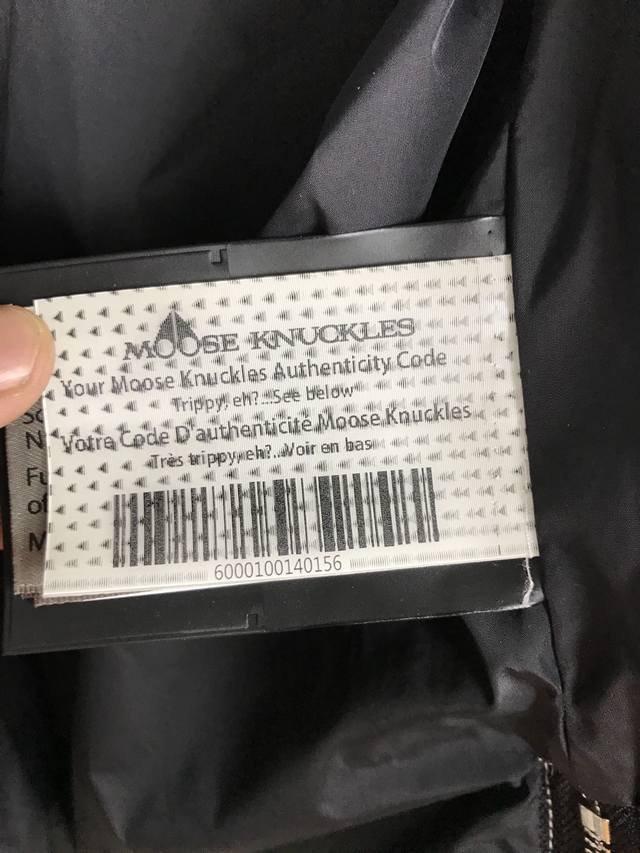 MOOSE KNUCKLES
Your Moose Knuckles Authenticity Code
Trippy, eh?...See below
Votre Code D'authenticité Moose Knuckles
Très trippy, eh?...Voir en bas
6000100140156